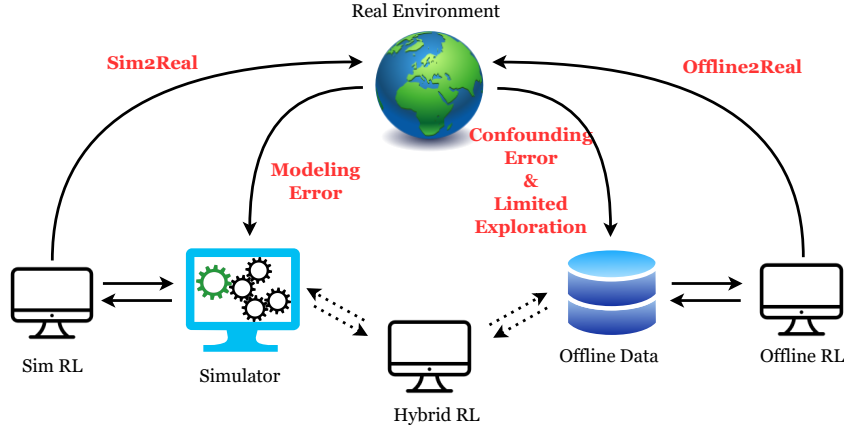 Real Environment
Sim2Real
Offline2Real
Modeling
Error
Confounding
Error
&
Limited
Exploration
Sim RL
Simulator
Hybrid RL
Offline Data
Offline RL